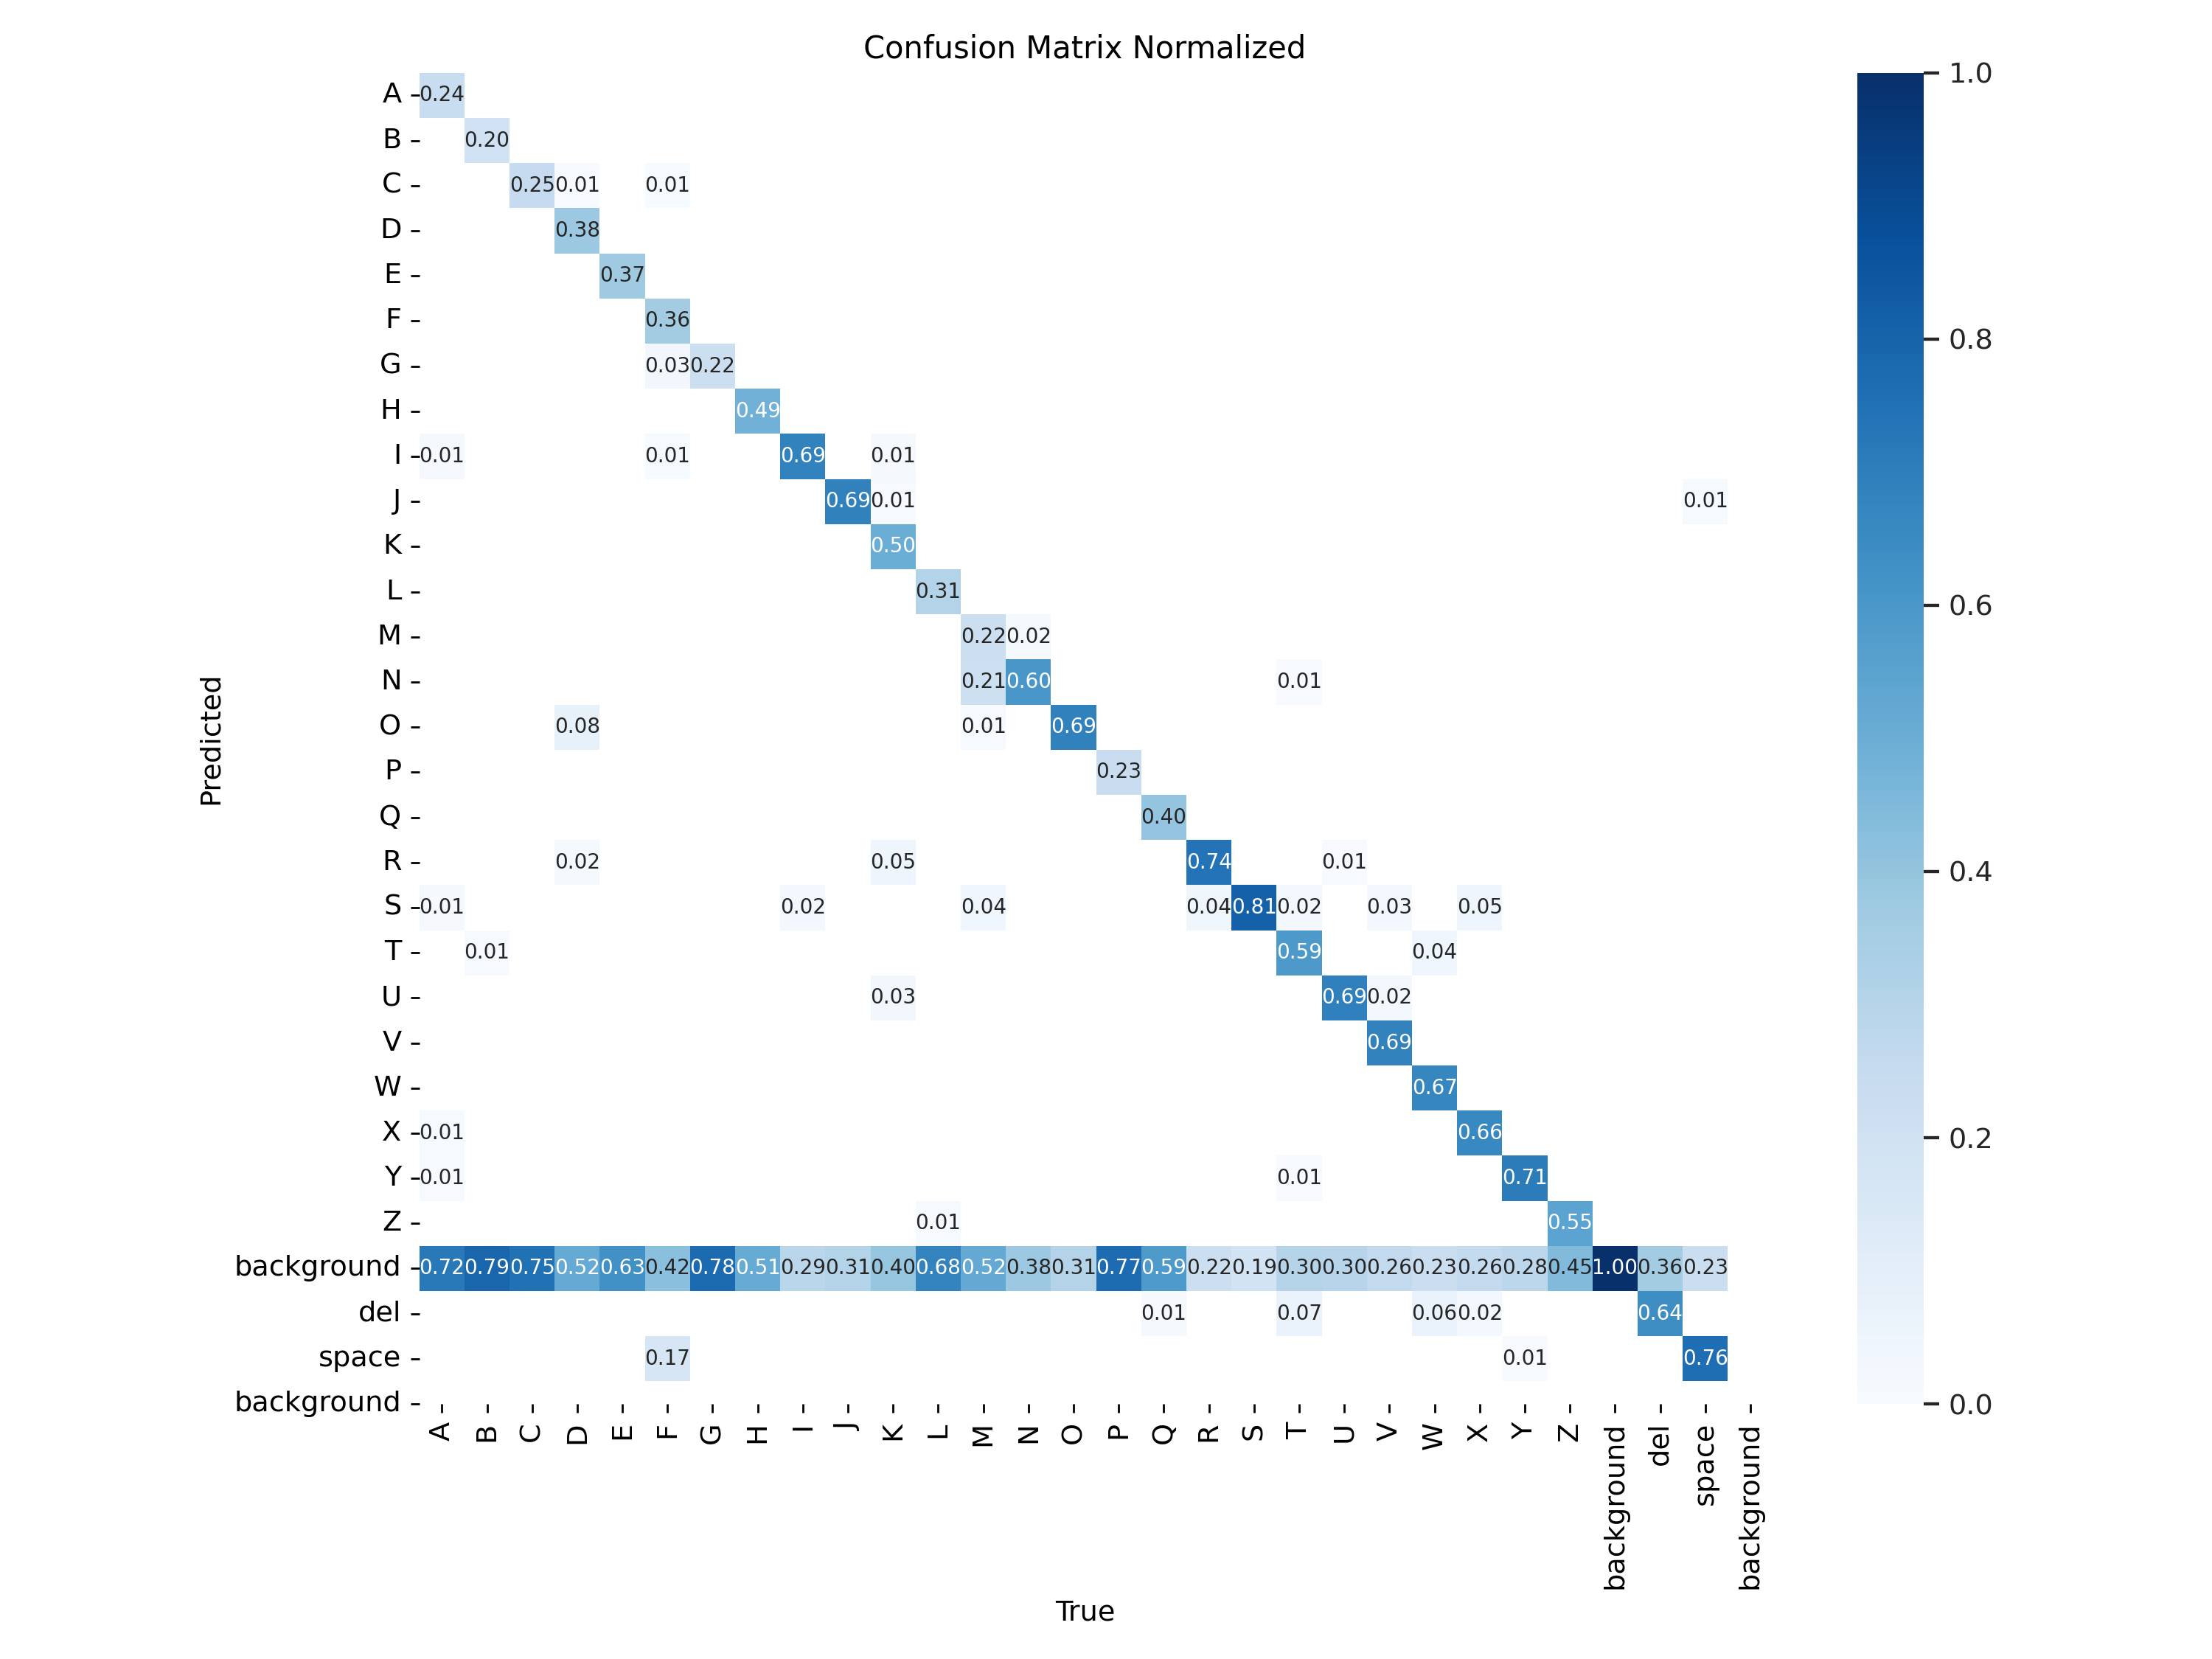 Confusion Matrix Normalized
A 0.24
B 0.20
C 0.25 0.01 0.01
D 0.38
E 0.37
F 0.36
G 0.03 0.22
H 0.49
I 0.01 0.01 0.69 0.01
J 0.69 0.01 0.01
K 0.50
L 0.31
M 0.22 0.02
N 0.21 0.60 0.01
O 0.08 0.01 0.69
P 0.23
Q 0.40
R 0.02 0.05 0.74 0.01
S 0.01 0.02 0.04 0.04 0.81 0.02 0.03 0.05
T 0.01 0.59 0.04
U 0.03 0.69 0.02
V 0.69
W 0.67
X 0.01 0.66
Y 0.01 0.01 0.71
Z 0.01 0.55
background 0.72 0.79 0.75 0.52 0.63 0.42 0.78 0.51 0.29 0.31 0.40 0.68 0.52 0.38 0.31 0.77 0.59 0.22 0.19 0.30 0.30 0.26 0.23 0.26 0.28 0.45 1.00 0.36 0.23
del 0.01 0.07 0.06 0.02 0.64
space 0.17 0.01 0.76
background
A B C D E F G H I J K L M N O P Q R S T U V W X Y Z background del space background
Predicted
True
1.0
0.8
0.6
0.4
0.2
0.0